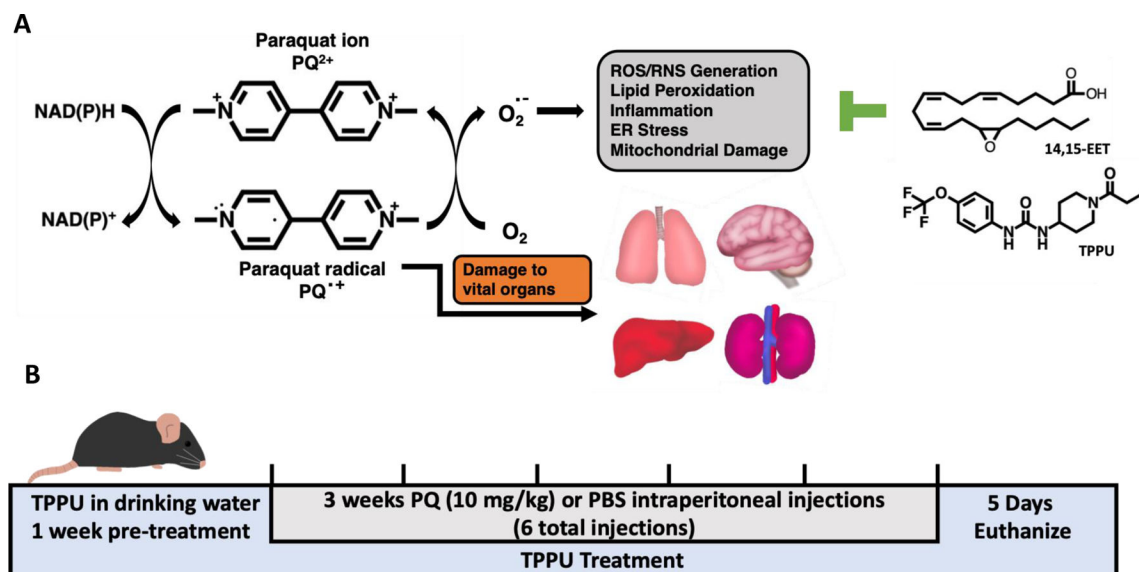 A
Paraquat ion
PQ2+
NAD(P)H
N
+
N
+
O2•−
ROS/RNS Generation
Lipid Peroxidation
Inflammation
ER Stress
Mitochondrial Damage
O
OH
O
14,15-EET
NAD(P)+
N
••
•
N
+
O2
Paraquat radical
PQ•+
Damage to
vital organs
F
F
F
O
O
N
H
N
H
N
O
TPPU
B
TPPU in drinking water
1 week pre-treatment
3 weeks PQ (10 mg/kg) or PBS intraperitoneal injections
(6 total injections)
TPPU Treatment
5 Days
Euthanize